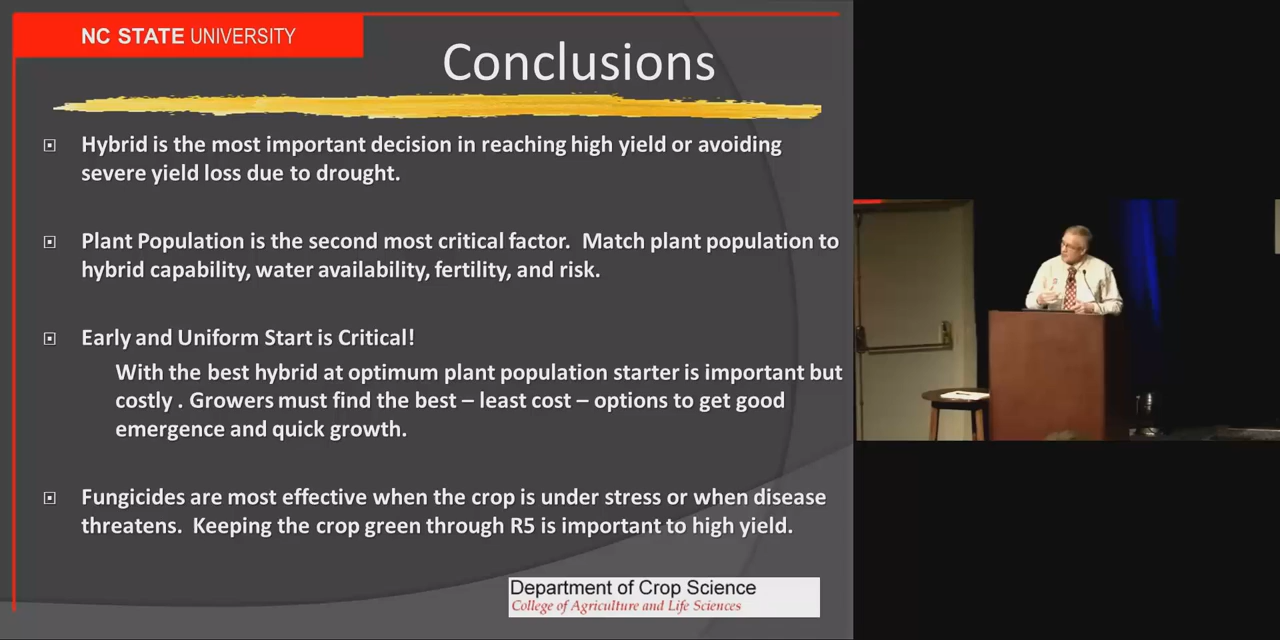 NC STATE UNIVERSITY
Conclusions
Hybrid is the most important decision in reaching high yield or avoiding
severe yield loss due to drought.
Plant Population is the second most critical factor.  Match plant population to
hybrid capability, water availability, fertility, and risk.
Early and Uniform Start is Critical!
With the best hybrid at optimum plant population starter is important but
costly . Growers must find the best – least cost – options to get good
emergence and quick growth.
Fungicides are most effective when the crop is under stress or when disease
threatens.  Keeping the crop green through R5 is important to high yield.
Department of Crop Science
College of Agriculture and Life Sciences